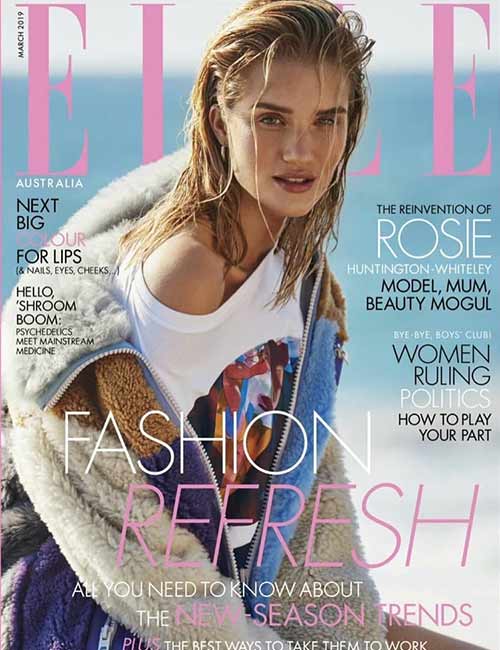 MARCH 2019
ELLE
AUSTRALIA
NEXT
BIG
COLOUR
FOR LIPS
(& NAILS, EYES, CHEEKS...)
HELLO,
'SHROOM
BOOM:
PSYCHEDELICS
MEET MAINSTREAM
MEDICINE
THE REINVENTION OF
ROSIE
HUNTINGTON-WHITELEY
MODEL, MUM,
BEAUTY MOGUL
BYE-BYE, BOYS' CLUB!
WOMEN
RULING
POLITICS
HOW TO PLAY
YOUR PART
FASHION
REFRESH
ALL YOU NEED TO KNOW ABOUT
THE NEW-SEASON TRENDS
PLUS THE BEST WAYS TO TAKE THEM TO WORK